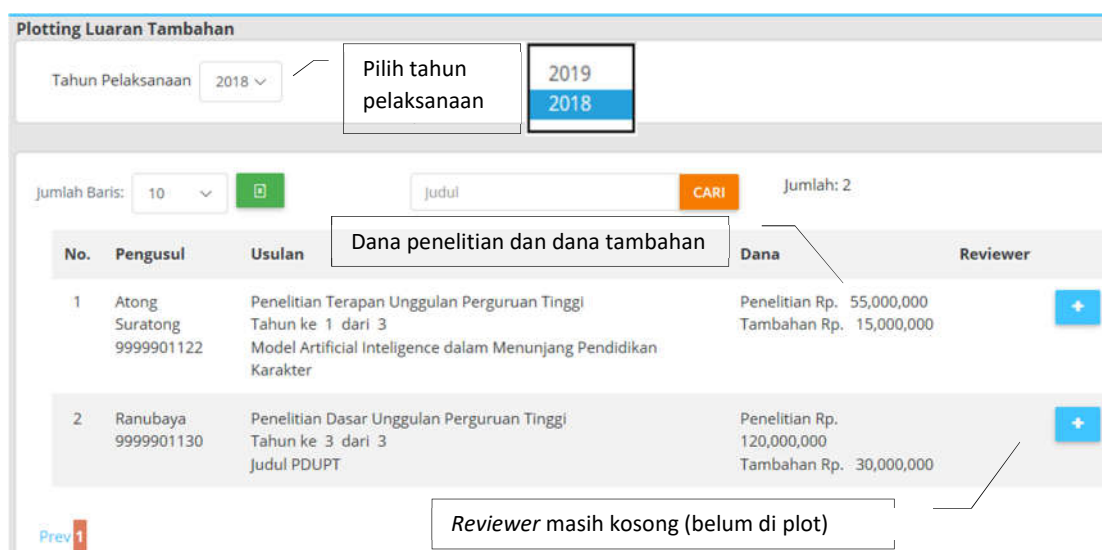 Plotting Luaran Tambahan
Tahun Pelaksanaan 2018
Pilih tahun
pelaksanaan
2019
2018
Jumlah Baris: 10 Judul CARI Jumlah: 2
Dana penelitian dan dana tambahan
No. Pengusul Usulan Dana Reviewer
1 Atong Penelitian Terapan Unggulan Perguruan Tinggi Penelitian Rp. 55,000,000 +
Suratong Tahun ke 1 dari 3 Tambahan Rp. 15,000,000
9999901122 Model Artificial Inteligence dalam Menunjang Pendidikan
Karakter
2 Ranubaya Penelitian Dasar Unggulan Perguruan Tinggi Penelitian Rp. +
9999901130 Tahun ke 3 dari 3 120,000,000
Judul PDUPT Tambahan Rp. 30,000,000
Reviewer masih kosong (belum di plot)
Prev 1